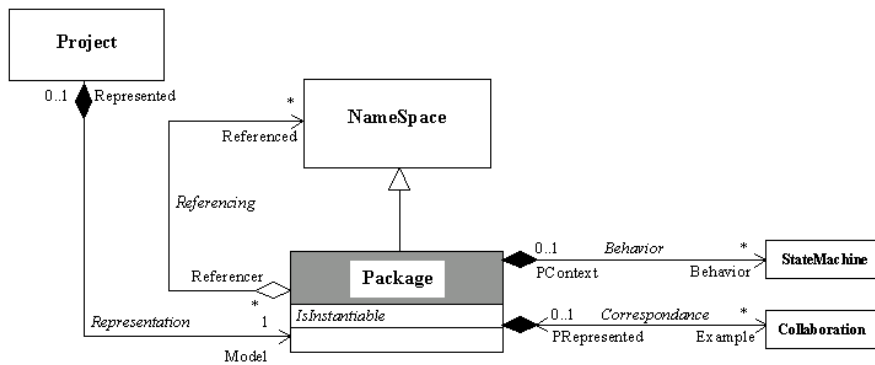 Project
0..1 Represented
*
NameSpace
Referenced
Referencing
0..1 Behavior *
Referencer
Package
PContext Behavior
StateMachine
*
IsInstantiable
0..1 Correspondance *
Representation 1
PRepresented Example
Collaboration
Model